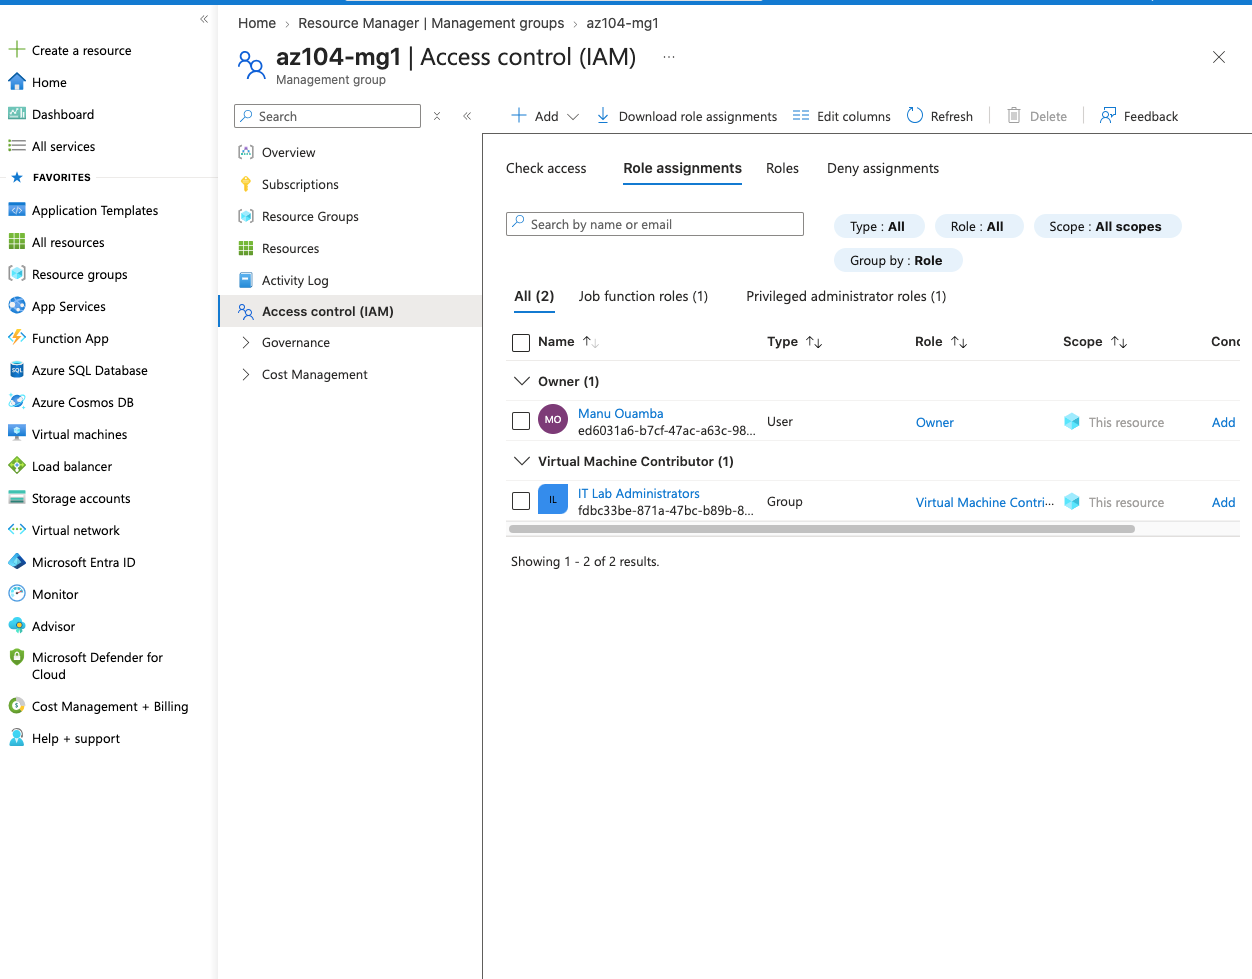 Home › Resource Manager | Management groups › az104-mg1
az104-mg1 | Access control (IAM) ...
Management group
Create a resource
Home
Dashboard
All services
FAVORITES
Application Templates
All resources
Resource groups
App Services
Function App
Azure SQL Database
Azure Cosmos DB
Virtual machines
Load balancer
Storage accounts
Virtual network
Microsoft Entra ID
Monitor
Advisor
Microsoft Defender for
Cloud
Cost Management + Billing
Help + support
Search
Overview
Subscriptions
Resource Groups
Resources
Activity Log
Access control (IAM)
Governance
Cost Management
Add Download role assignments Edit columns Refresh Delete Feedback
Check access Role assignments Roles Deny assignments
Search by name or email
Type : All Role : All Scope : All scopes
Group by : Role
All (2) Job function roles (1) Privileged administrator roles (1)
Name Type Role Scope Conc
Owner (1)
MO Manu Ouamba User Owner This resource Add
ed6031a6-b7cf-47ac-a63c-98...
Virtual Machine Contributor (1)
IL IT Lab Administrators Group Virtual Machine Contri... This resource Add
fdbc33be-871a-47bc-b89b-8...
Showing 1 - 2 of 2 results.